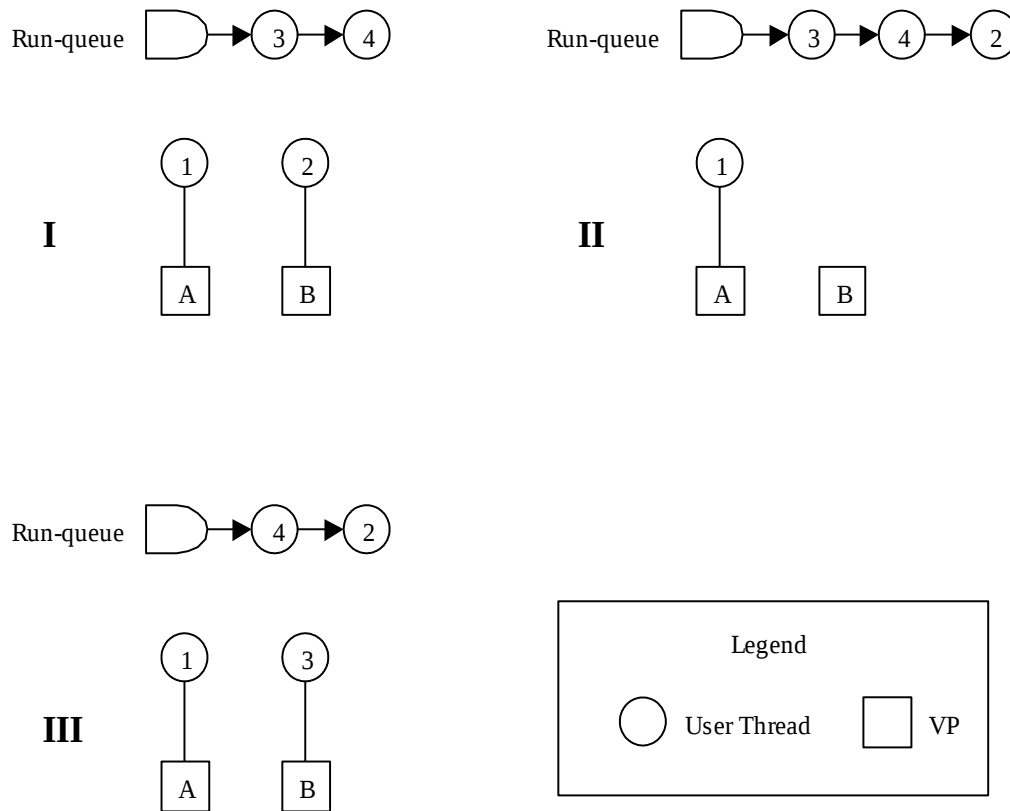 Run-queue 3 4
1 2
I
A B
Run-queue 3 4 2
1
II
A B
Run-queue 4 2
1 3
III
A B
Legend
User Thread VP